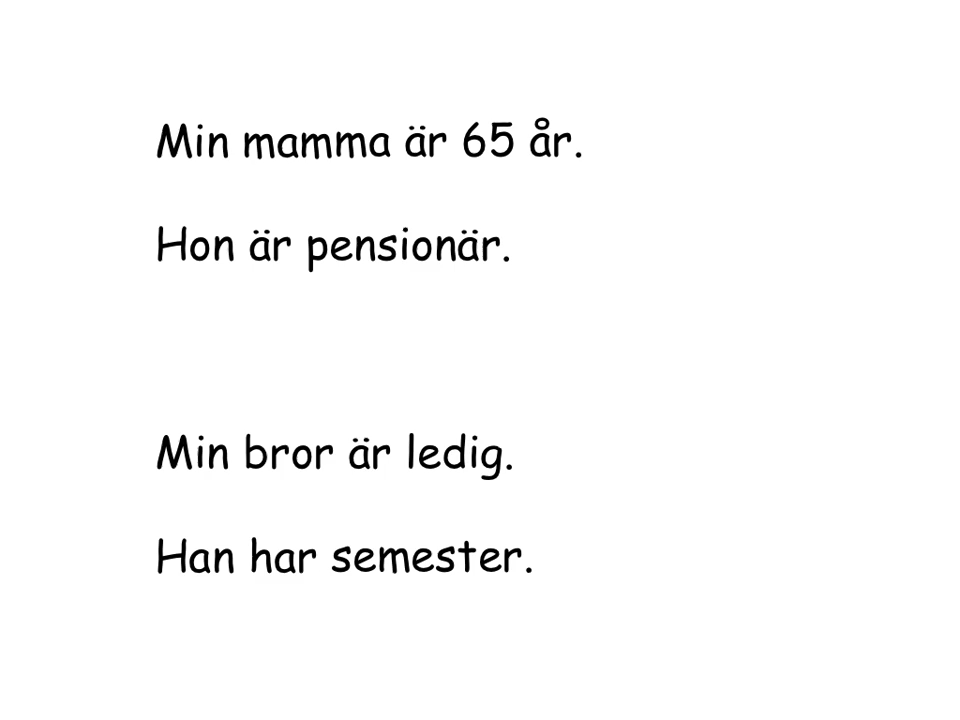 Min mamma är 65 år.
Hon är pensionär.
Min bror är ledig.
Han har semester.